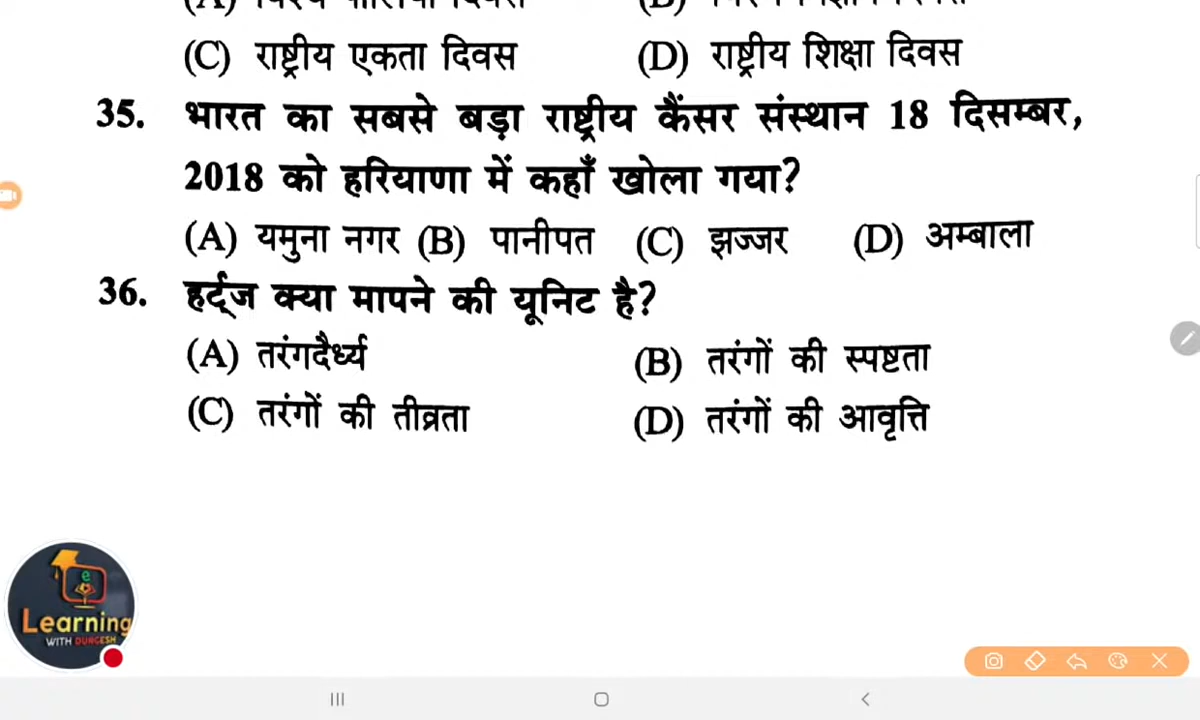 (C) राष्ट्रीय एकता दिवस (D) राष्ट्रीय शिक्षा दिवस
35. भारत का सबसे बड़ा राष्ट्रीय कैंसर संस्थान 18 दिसम्बर,
2018 को हरियाणा में कहाँ खोला गया?
(A) यमुना नगर (B) पानीपत (C) झज्जर (D) अम्बाला
36. हर्ट्ज क्या मापने की यूनिट है?
(A) तरंगदैर्ध्य (B) तरंगों की स्पष्टता
(C) तरंगों की तीव्रता (D) तरंगों की आवृत्ति
e
Learning
WITH DURGESH